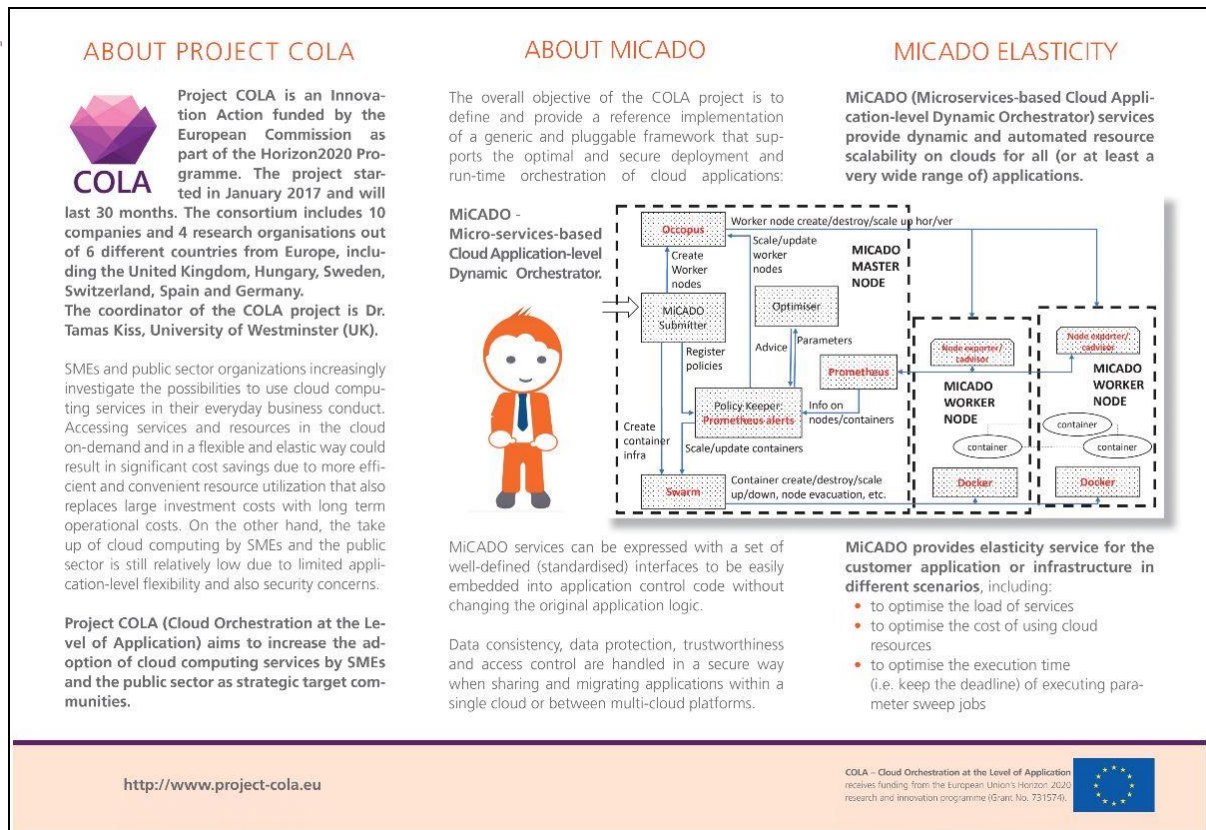 ABOUT PROJECT COLA
COLA
Project COLA is an Innova-
tion Action funded by the
European Commission as
part of the Horizon2020 Pro-
gramme. The project star-
ted in January 2017 and will
last 30 months. The consortium includes 10
companies and 4 research organisations out
of 6 different countries from Europe, inclu-
ding the United Kingdom, Hungary, Sweden,
Switzerland, Spain and Germany.
The coordinator of the COLA project is Dr.
Tamas Kiss, University of Westminster (UK).
SMEs and public sector organizations increasingly
investigate the possibilities to use cloud compu-
ting services in their everyday business conduct.
Accessing services and resources in the cloud
on-demand and in a flexible and elastic way could
result in significant cost savings due to more effi-
cient and convenient resource utilization that also
replaces large investment costs with long term
operational costs. On the other hand, the take
up of cloud computing by SMEs and the public
sector is still relatively low due to limited appli-
cation-level flexibility and also security concerns.
Project COLA (Cloud Orchestration at the Le-
vel of Application) aims to increase the ad-
option of cloud computing services by SMEs
and the public sector as strategic target com-
munities.
ABOUT MICADO
The overall objective of the COLA project is to
define and provide a reference implementation
of a generic and pluggable framework that sup-
ports the optimal and secure deployment and
run-time orchestration of cloud applications:
MiCADO -
Micro-services-based
Cloud Application-level
Dynamic Orchestrator.
MiCADO services can be expressed with a set of
well-defined (standardised) interfaces to be easily
embedded into application control code without
changing the original application logic.
Data consistency, data protection, trustworthiness
and access control are handled in a secure way
when sharing and migrating applications within a
single cloud or between multi-cloud platforms.
MICADO ELASTICITY
MiCADO (Microservices-based Cloud Appli-
cation-level Dynamic Orchestrator) services
provide dynamic and automated resource
scalability on clouds for all (or at least a
very wide range of) applications.
Occopus
Worker node create/destroy/scale up hor/ver
Create
Worker
nodes
Scale/update
worker
nodes
MICADO
MASTER
NODE
MiCADO
Submitter
Optimiser
Register
policies
Advice
Parameters
Prometheus
Policy Keeper:
Prometheus alerts
Info on
nodes/containers
Create
container
infra
Scale/update containers
Swarm
Container create/destroy/scale
up/down, node evacuation, etc.
Node exporter/
cadvisor
MICADO
WORKER
NODE
container
Docker
Node exporter/
cadvisor
MICADO
WORKER
NODE
container
container
Docker
MiCADO provides elasticity service for the
customer application or infrastructure in
different scenarios, including:
• to optimise the load of services
• to optimise the cost of using cloud
resources
• to optimise the execution time
(i.e. keep the deadline) of executing para-
meter sweep jobs
http://www.project-cola.eu
COLA – Cloud Orchestration at the Level of Application
receives funding from the European Union's Horizon 2020
research and innovation programme (Grant No. 731574).